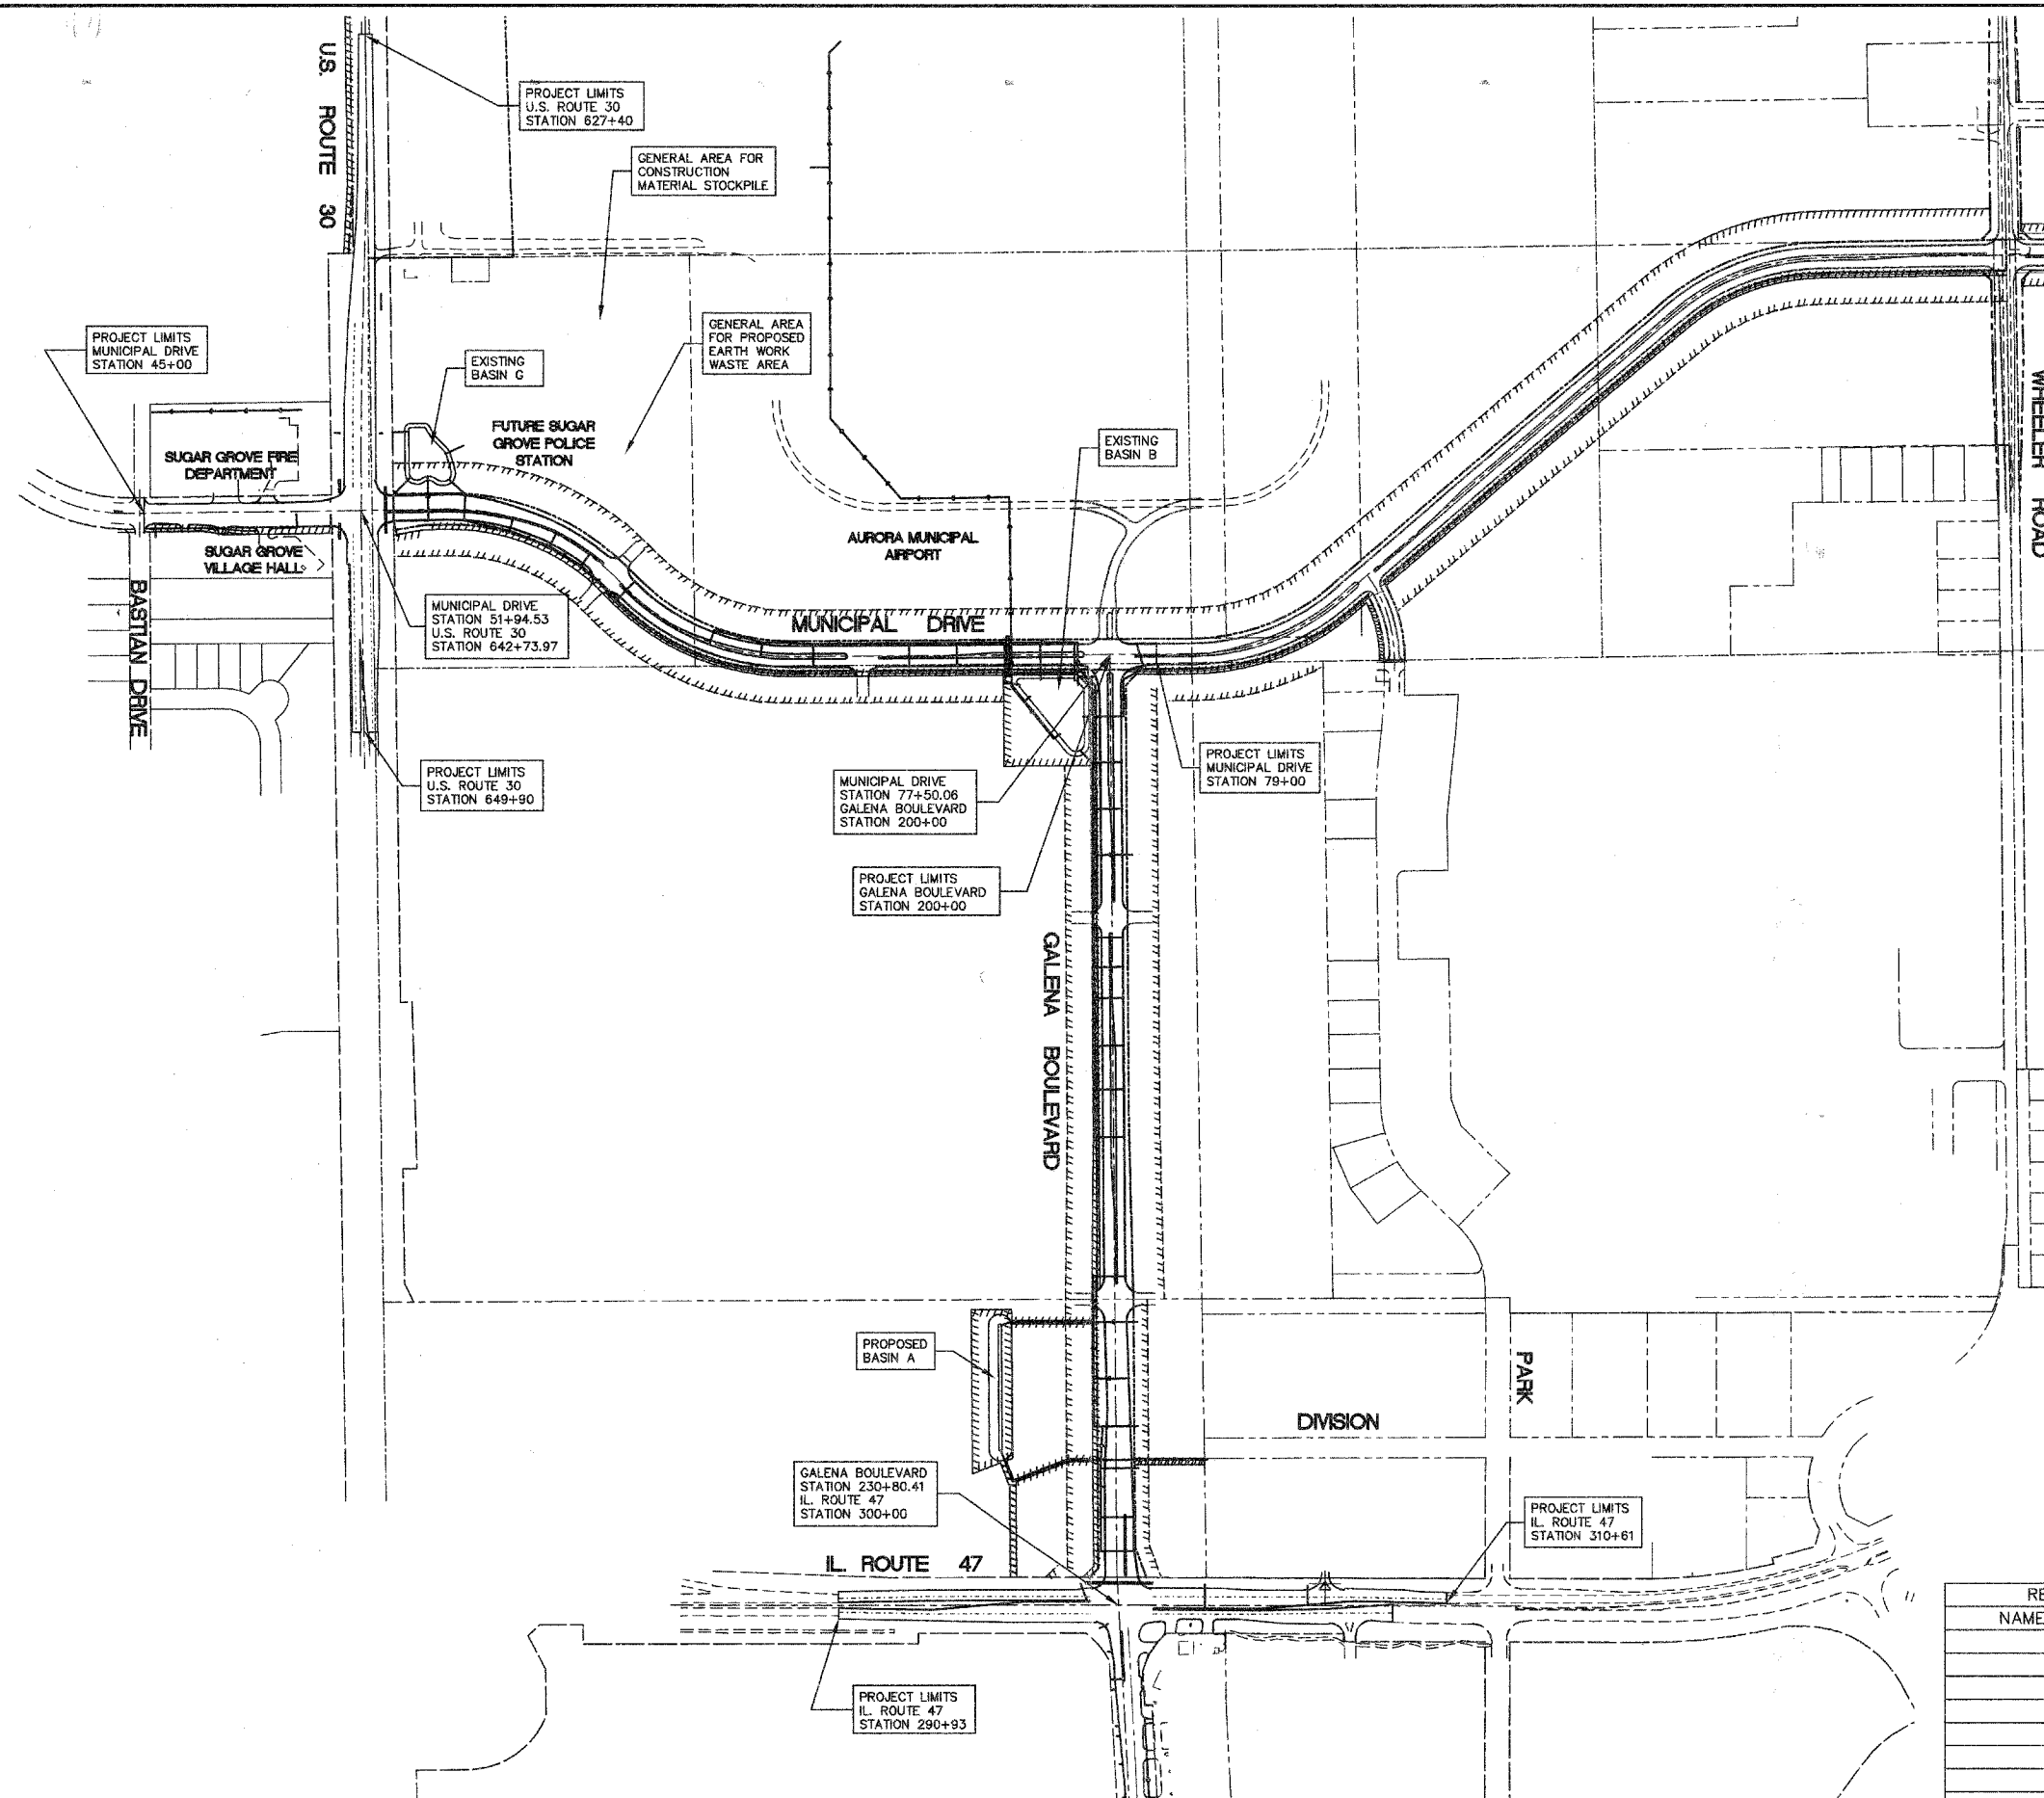 U.S. ROUTE 30
PROJECT LIMITS
U.S. ROUTE 30
STATION 627+40
GENERAL AREA FOR
CONSTRUCTION
MATERIAL STOCKPILE
PROJECT LIMITS
MUNICIPAL DRIVE
STATION 45+00
EXISTING
BASIN G
GENERAL AREA
FOR PROPOSED
EARTH WORK
WASTE AREA
FUTURE SUGAR
GROVE POLICE
STATION
EXISTING
BASIN B
WHEELER ROAD
SUGAR GROVE FIRE
DEPARTMENT
SUGAR GROVE
VILLAGE HALL
AURORA MUNICIPAL
AIRPORT
BASTIAN DRIVE
MUNICIPAL DRIVE
STATION 51+94.53
U.S. ROUTE 30
STATION 642+73.97
MUNICIPAL DRIVE
PROJECT LIMITS
U.S. ROUTE 30
STATION 649+90
MUNICIPAL DRIVE
STATION 77+50.06
GALENA BOULEVARD
STATION 200+00
PROJECT LIMITS
MUNICIPAL DRIVE
STATION 79+00
PROJECT LIMITS
GALENA BOULEVARD
STATION 200+00
GALENA BOULEVARD
PROPOSED
BASIN A
PARK
DIVISION
GALENA BOULEVARD
STATION 230+80.41
IL. ROUTE 47
STATION 300+00
PROJECT LIMITS
IL. ROUTE 47
STATION 310+61
IL. ROUTE 47
PROJECT LIMITS
IL. ROUTE 47
STATION 290+93
RE
NAME